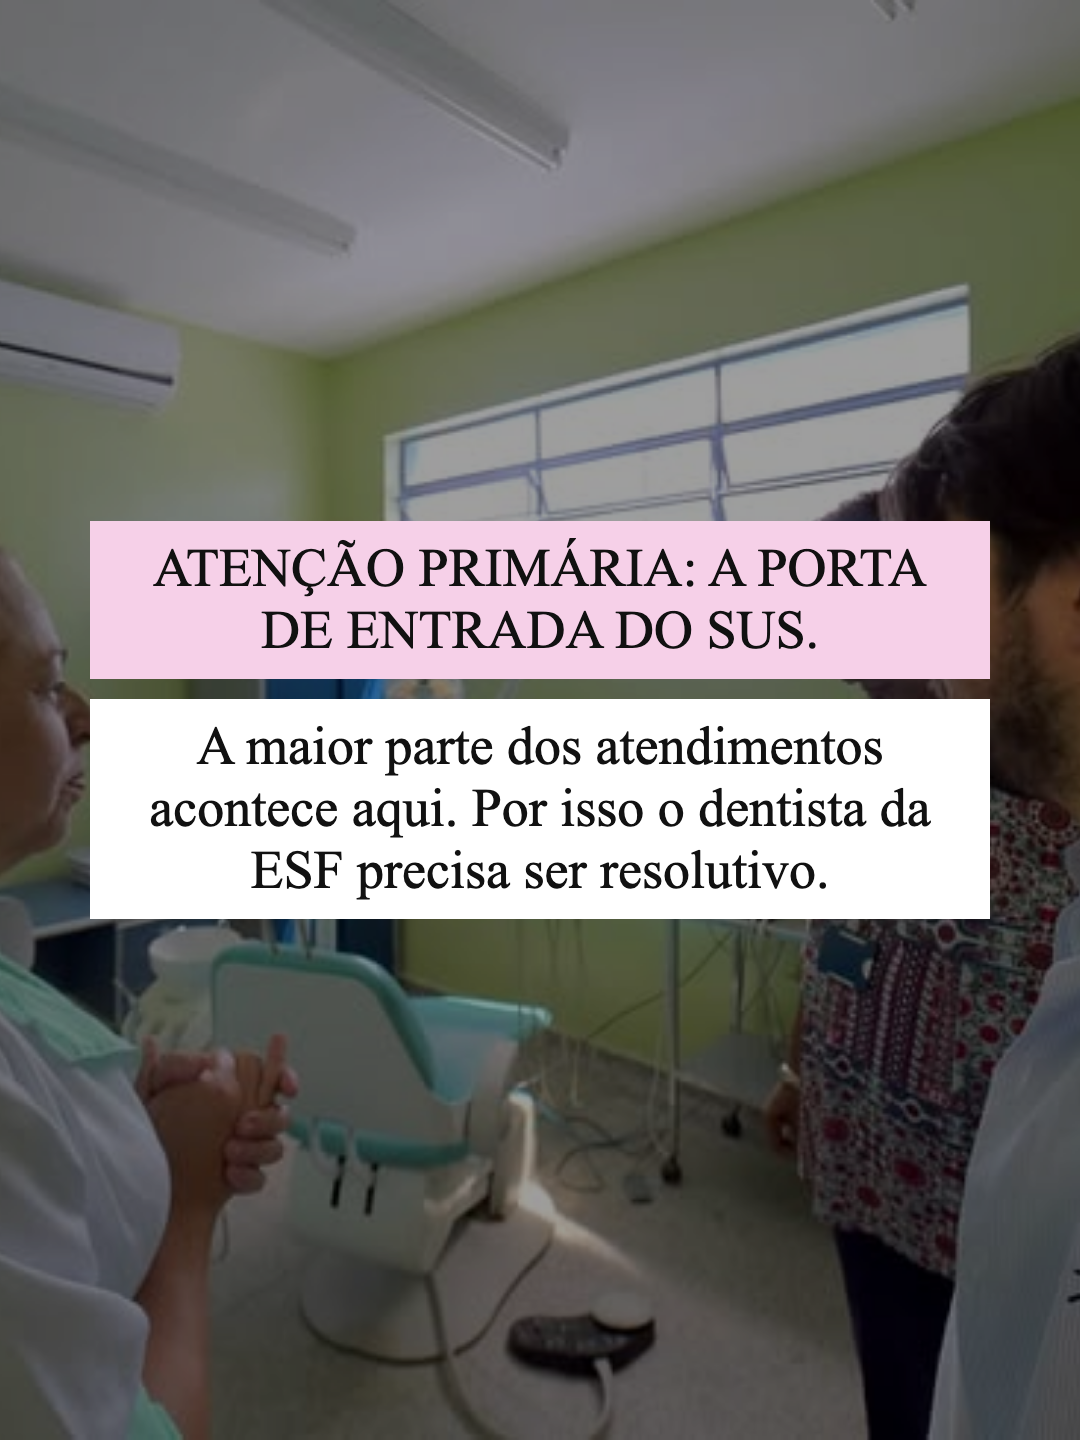 ATENÇÃO PRIMÁRIA: A PORTA
DE ENTRADA DO SUS.
A maior parte dos atendimentos
acontece aqui. Por isso o dentista da
ESF precisa ser resolutivo.